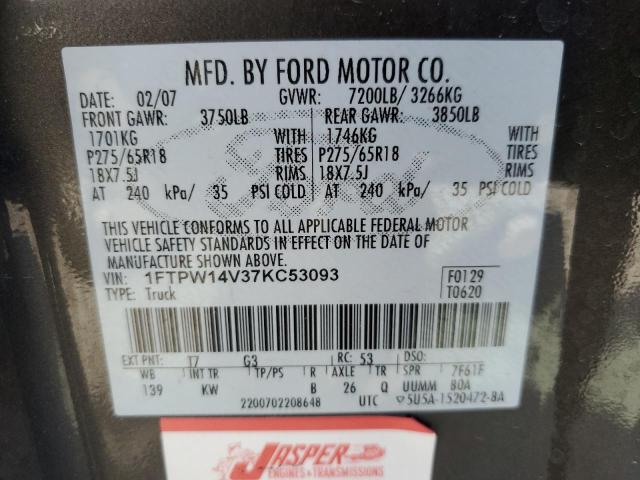 MFD. BY FORD MOTOR CO.
DATE: 02/07 GVWR: 7200LB/ 3266KG
FRONT GAWR: 3750LB REAR GAWR: 3850LB
1701KG WITH 1746KG WITH
P275/65R18 TIRES P275/65R18 TIRES
18X7.5J RIMS 18X7.5J RIMS
AT 240 kPa/ 35 PSI COLD AT 240 kPa/ 35 PSI COLD
THIS VEHICLE CONFORMS TO ALL APPLICABLE FEDERAL MOTOR
VEHICLE SAFETY STANDARDS IN EFFECT ON THE DATE OF
MANUFACTURE SHOWN ABOVE.
VIN: 1FTPW14V37KC53093 F0129
TYPE: Truck T0620
EXT PNT: T7 G3 RC: 53 DSO:
WB INT TR TP/PS R AXLE TR SPR 7F61F
139 KW B 26 Q UUMM BOA
2200702208648 UTC ▽5U5A-1520472-BA
JASPER
ENGINES & TRANSMISSIONS